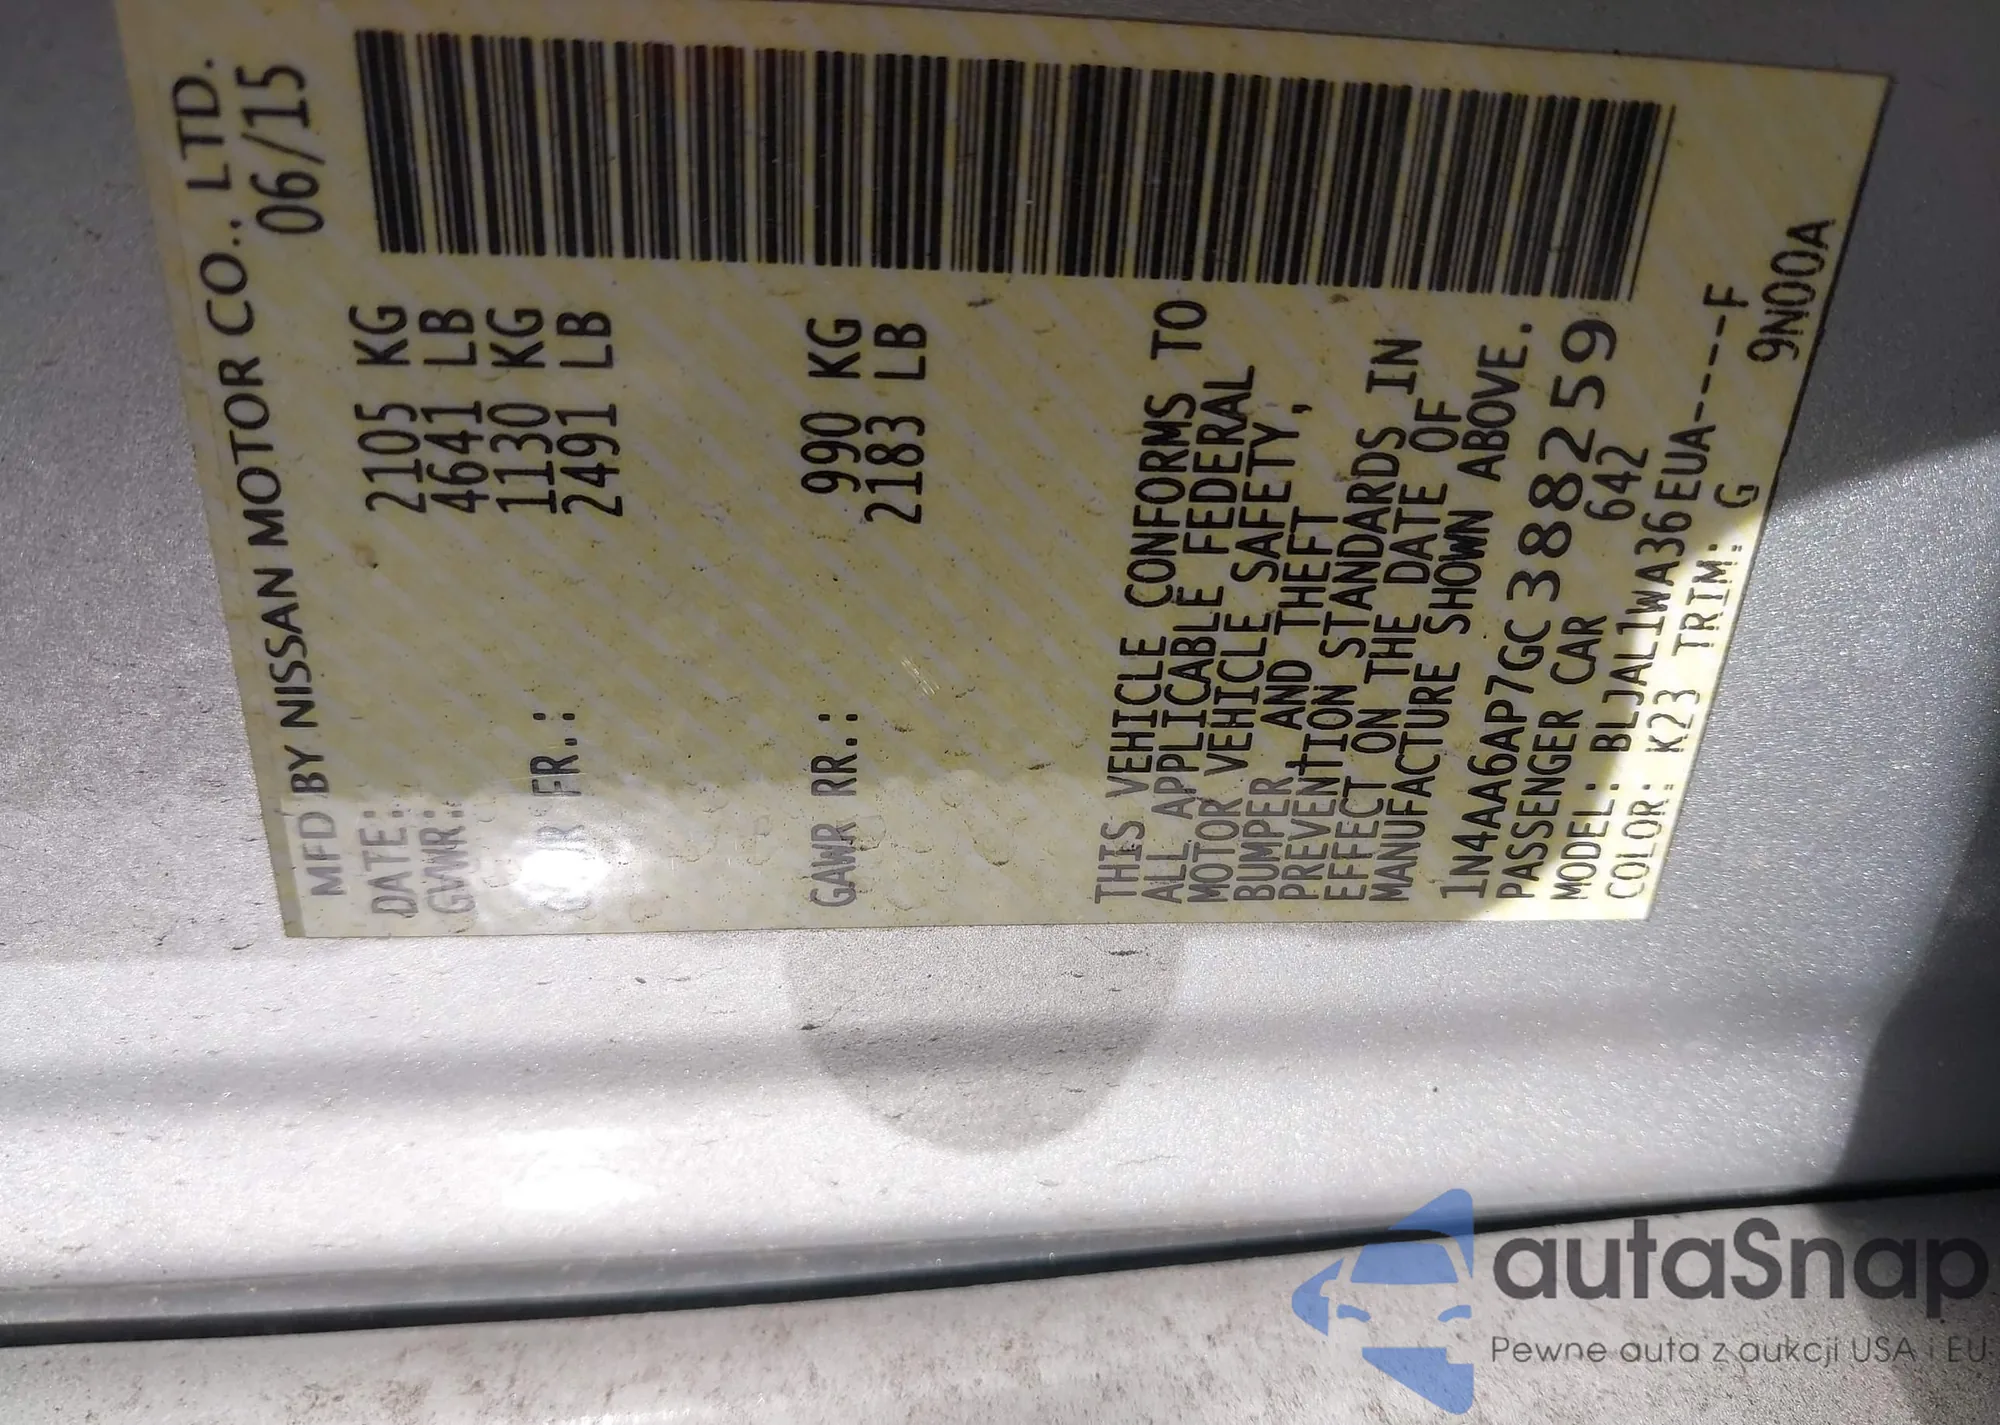 MFD BY NISSAN MOTOR CO., LTD.
DATE: 06/15
GVWR: 2105 KG
4641 LB
GAWR FR.: 1130 KG
2491 LB
GAWR RR.: 990 KG
2183 LB
THIS VEHICLE CONFORMS TO
ALL APPLICABLE FEDERAL
MOTOR VEHICLE SAFETY,
BUMPER, AND THEFT
PREVENTION STANDARDS IN
EFFECT ON THE DATE OF
MANUFACTURE SHOWN ABOVE.
1N4AA6AP7GC388259
PASSENGER CAR 642
MODEL: BLJAL1WA36EUA----F
COLOR: K23 TRIM: G
9N00A
autaSnap
Pewne auta z aukcji USA i EU